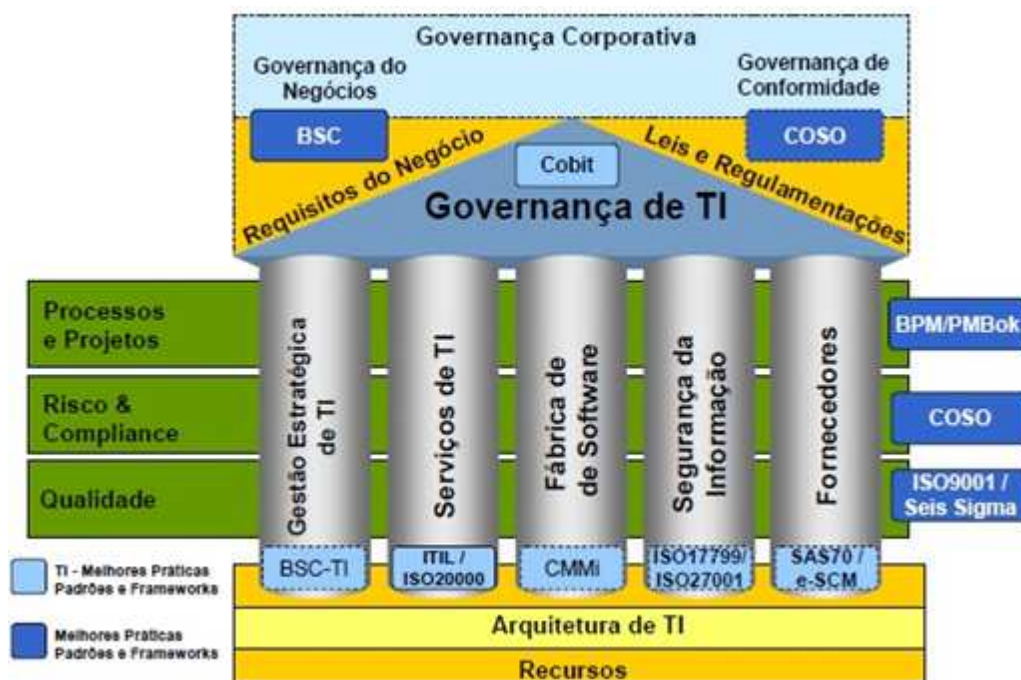 Governança Corporativa
Governança do
Negócios
Governança de
Conformidade
BSC
COSO
Requisitos do Negócio
Leis e Regulamentações
Cobit
Governança de TI
Processos
e Projetos
BPM/PMBok
Risco &
Compliance
COSO
Qualidade
ISO9001 /
Seis Sigma
Gestão Estratégica
de TI
Serviços de TI
Fábrica de
de Software
Segurança da
Informação
Fornecedores
BSC-TI
ITIL /
ISO20000
CMMi
ISO17799/
ISO27001
SAS70 /
e-SCM
TI - Melhores Práticas
Padrões e Frameworks
Melhores Práticas
Padrões e Frameworks
Arquitetura de TI
Recursos